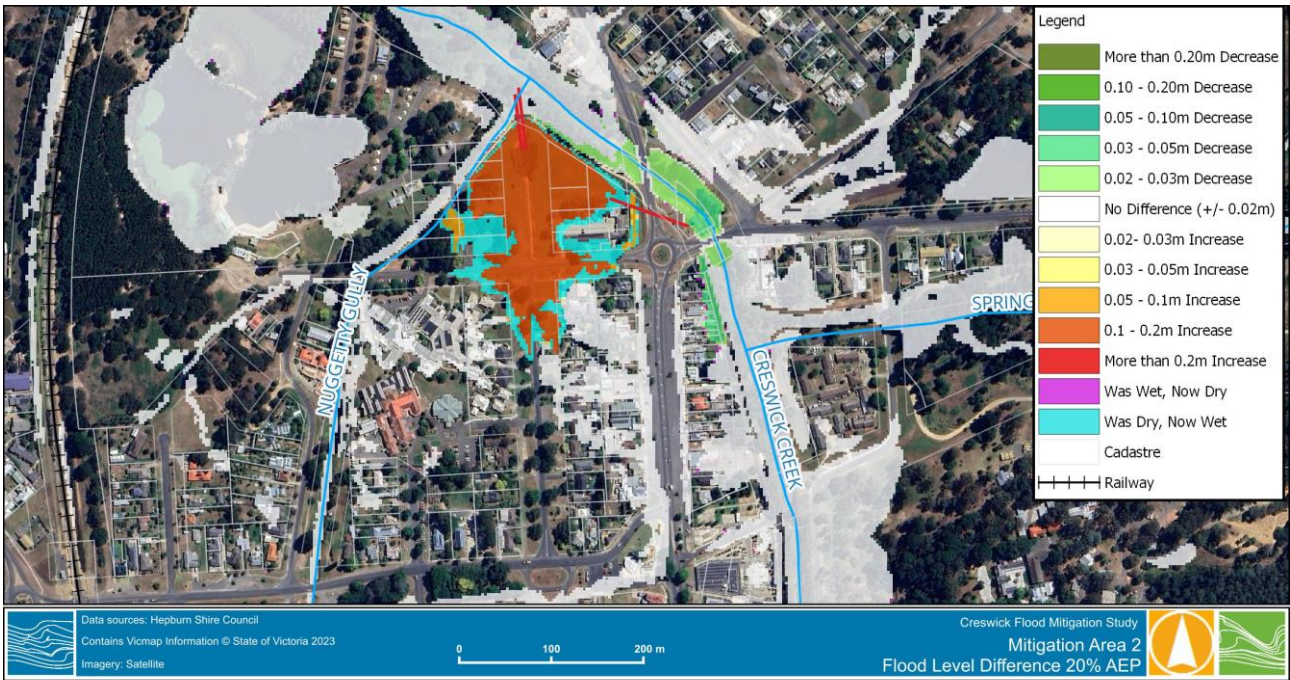 Legend
More than 0.20m Decrease
0.10 - 0.20m Decrease
0.05 - 0.10m Decrease
0.03 - 0.05m Decrease
0.02 - 0.03m Decrease
No Difference (+/- 0.02m)
0.02- 0.03m Increase
0.03 - 0.05m Increase
0.05 - 0.1m Increase
0.1 - 0.2m Increase
More than 0.2m Increase
Was Wet, Now Dry
Was Dry, Now Wet
Cadastre
Railway
NUGGETTY GULLY
CRESWICK CREEK
SPRING
Data sources: Hepburn Shire Council
Contains Vicmap Information © State of Victoria 2023
Imagery: Satellite
0 100 200 m
Creswick Flood Mitigation Study
Mitigation Area 2
Flood Level Difference 20% AEP